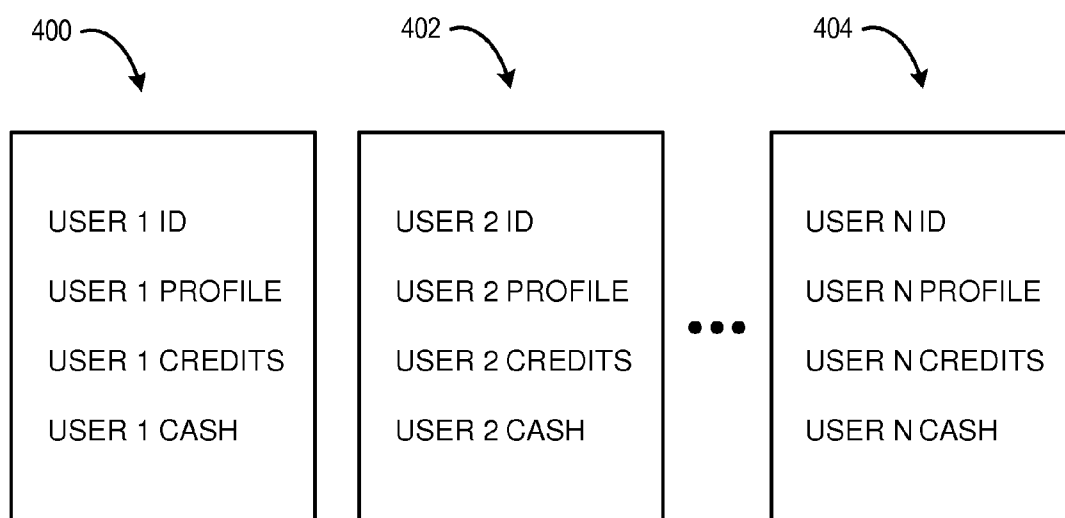 400
402
404
USER 1 ID
USER 1 PROFILE
USER 1 CREDITS
USER 1 CASH
USER 2 ID
USER 2 PROFILE
USER 2 CREDITS
USER 2 CASH
USER N ID
USER N PROFILE
USER N CREDITS
USER N CASH